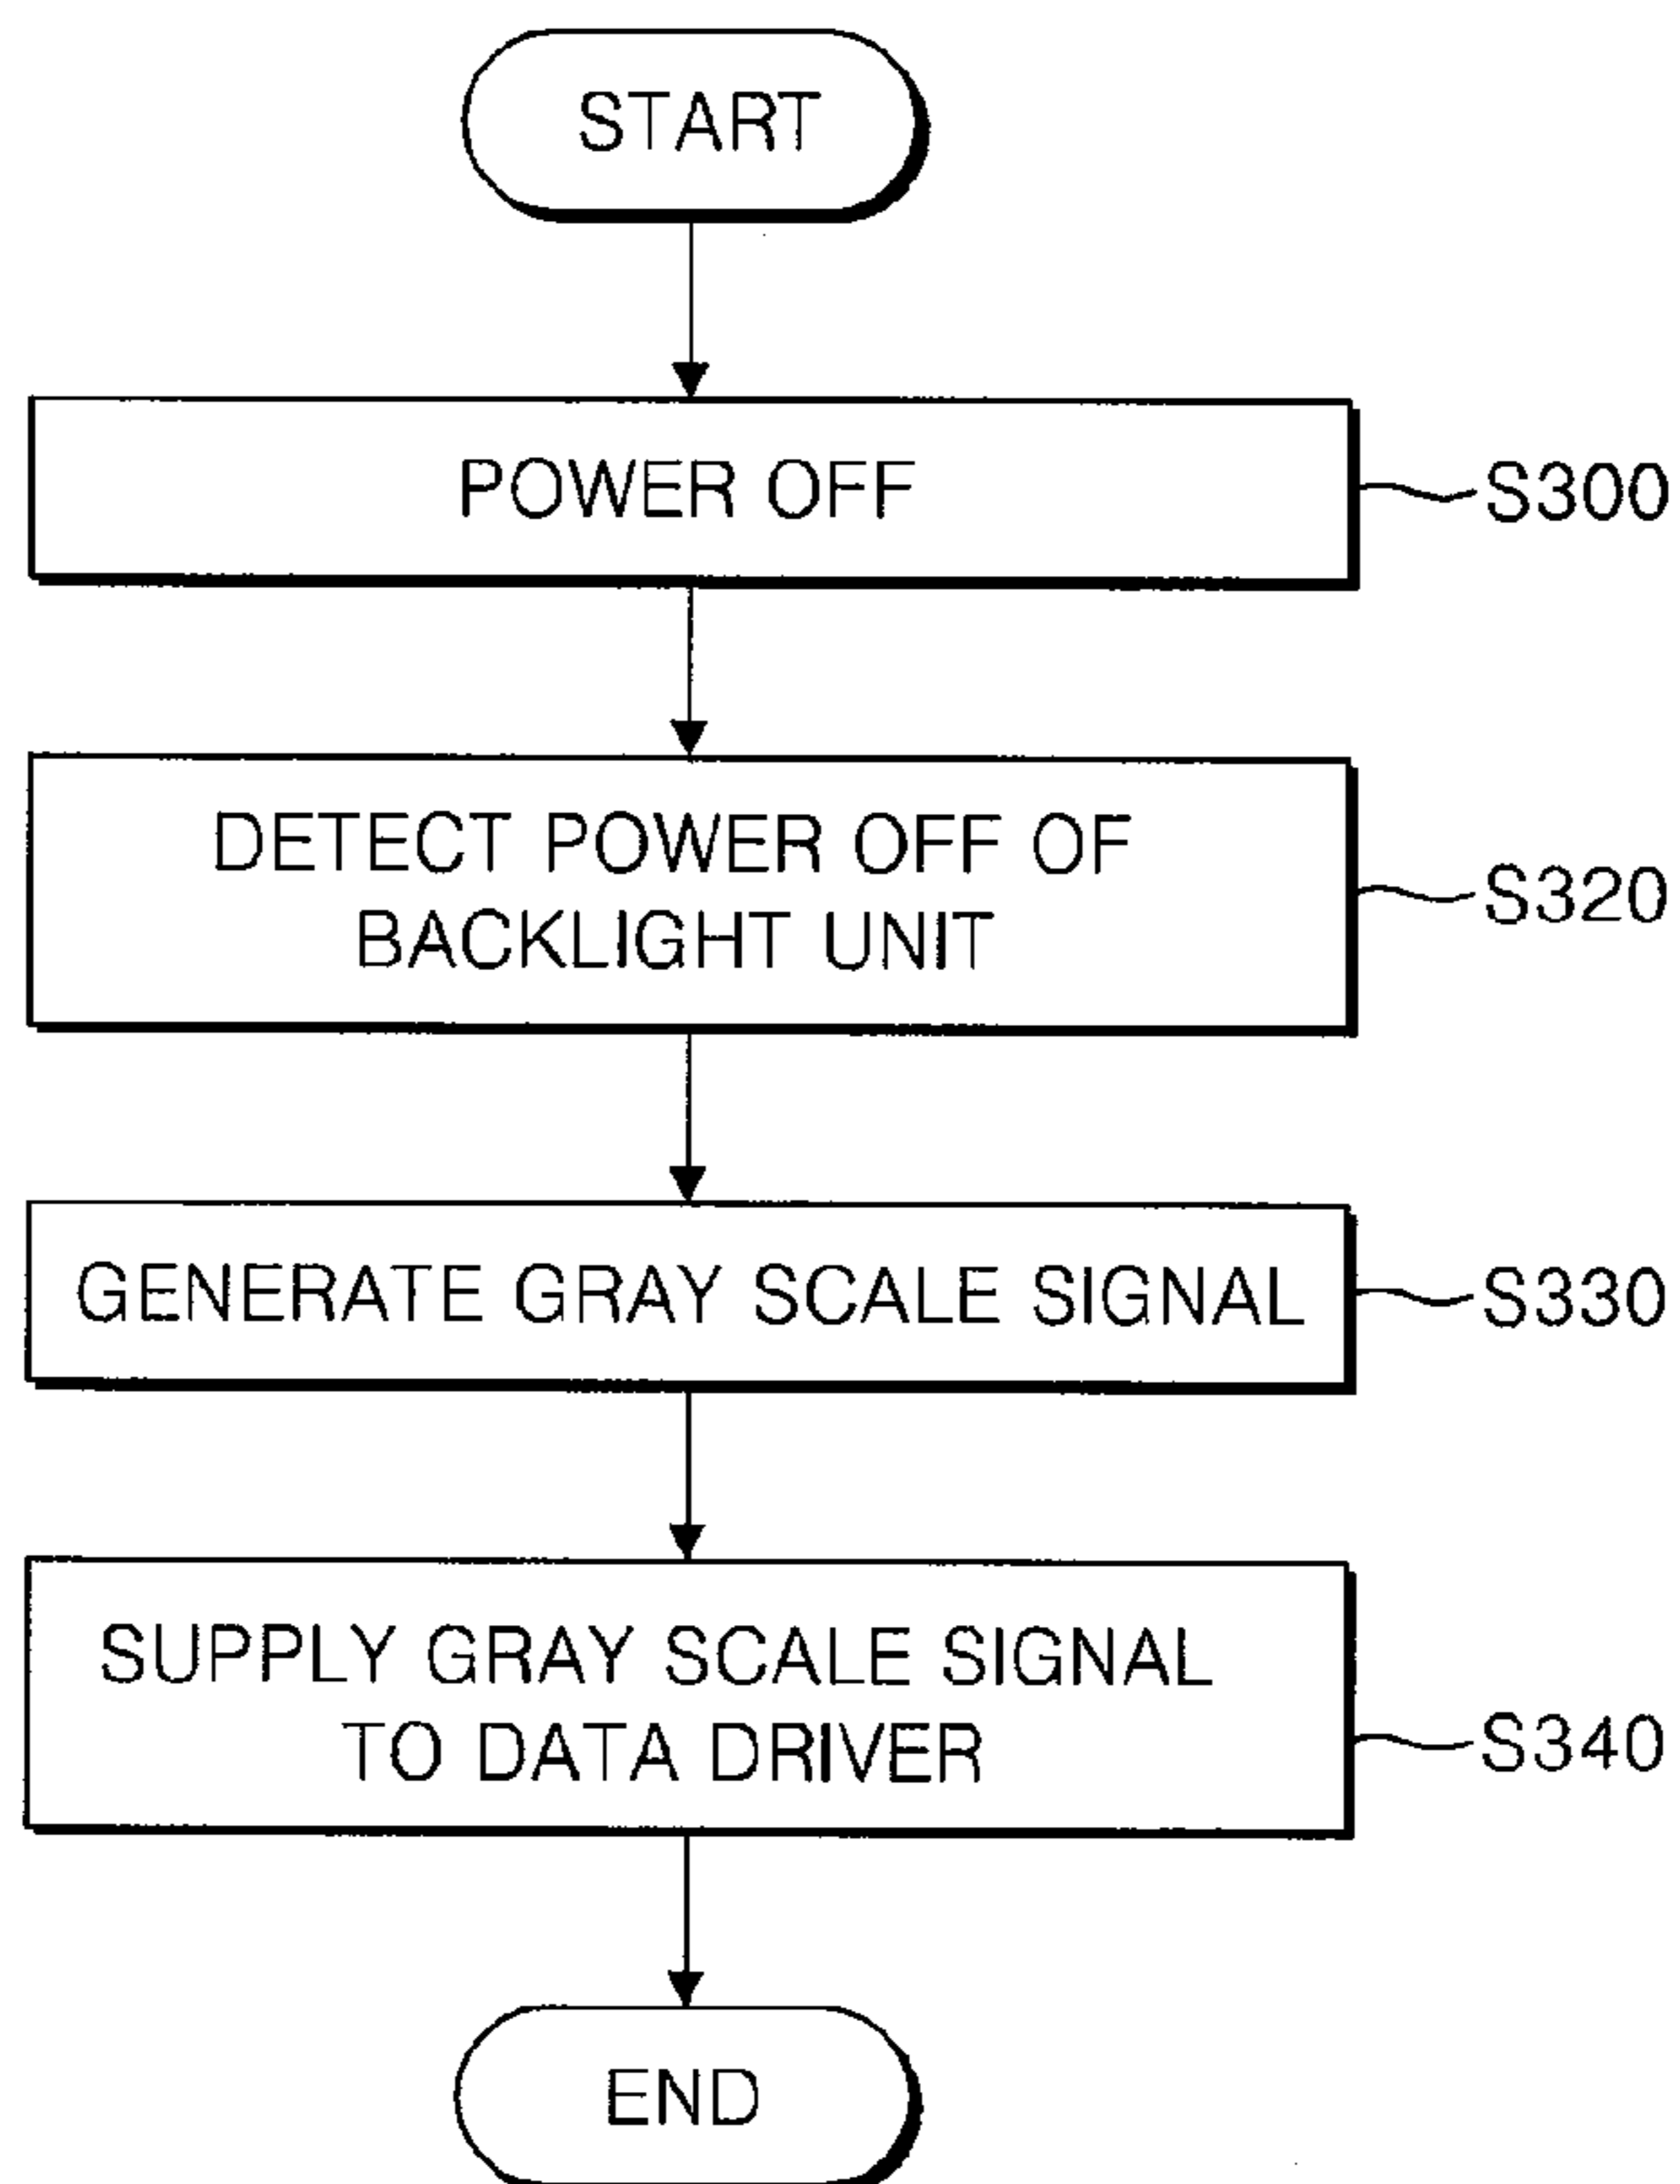 START
POWER OFF
S300
DETECT POWER OFF OF
BACKLIGHT UNIT
S320
GENERATE GRAY SCALE SIGNAL
S330
SUPPLY GRAY SCALE SIGNAL
TO DATA DRIVER
S340
END